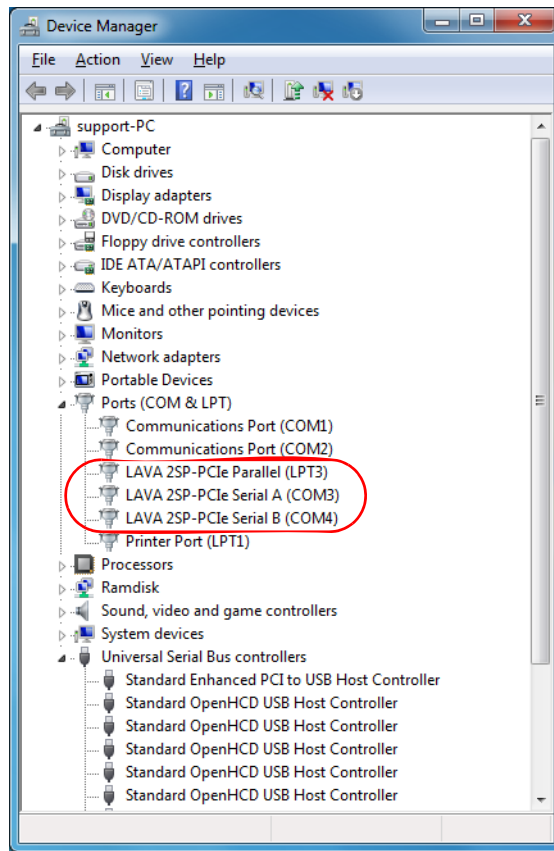 Device Manager
File Action View Help
support-PC
Computer
Disk drives
Display adapters
DVD/CD-ROM drives
Floppy drive controllers
IDE ATA/ATAPI controllers
Keyboards
Mice and other pointing devices
Monitors
Network adapters
Portable Devices
Ports (COM & LPT)
Communications Port (COM1)
Communications Port (COM2)
LAVA 2SP-PCIe Parallel (LPT3)
LAVA 2SP-PCIe Serial A (COM3)
LAVA 2SP-PCIe Serial B (COM4)
Printer Port (LPT1)
Processors
Ramdisk
Sound, video and game controllers
System devices
Universal Serial Bus controllers
Standard Enhanced PCI to USB Host Controller
Standard OpenHCD USB Host Controller
Standard OpenHCD USB Host Controller
Standard OpenHCD USB Host Controller
Standard OpenHCD USB Host Controller
Standard OpenHCD USB Host Controller